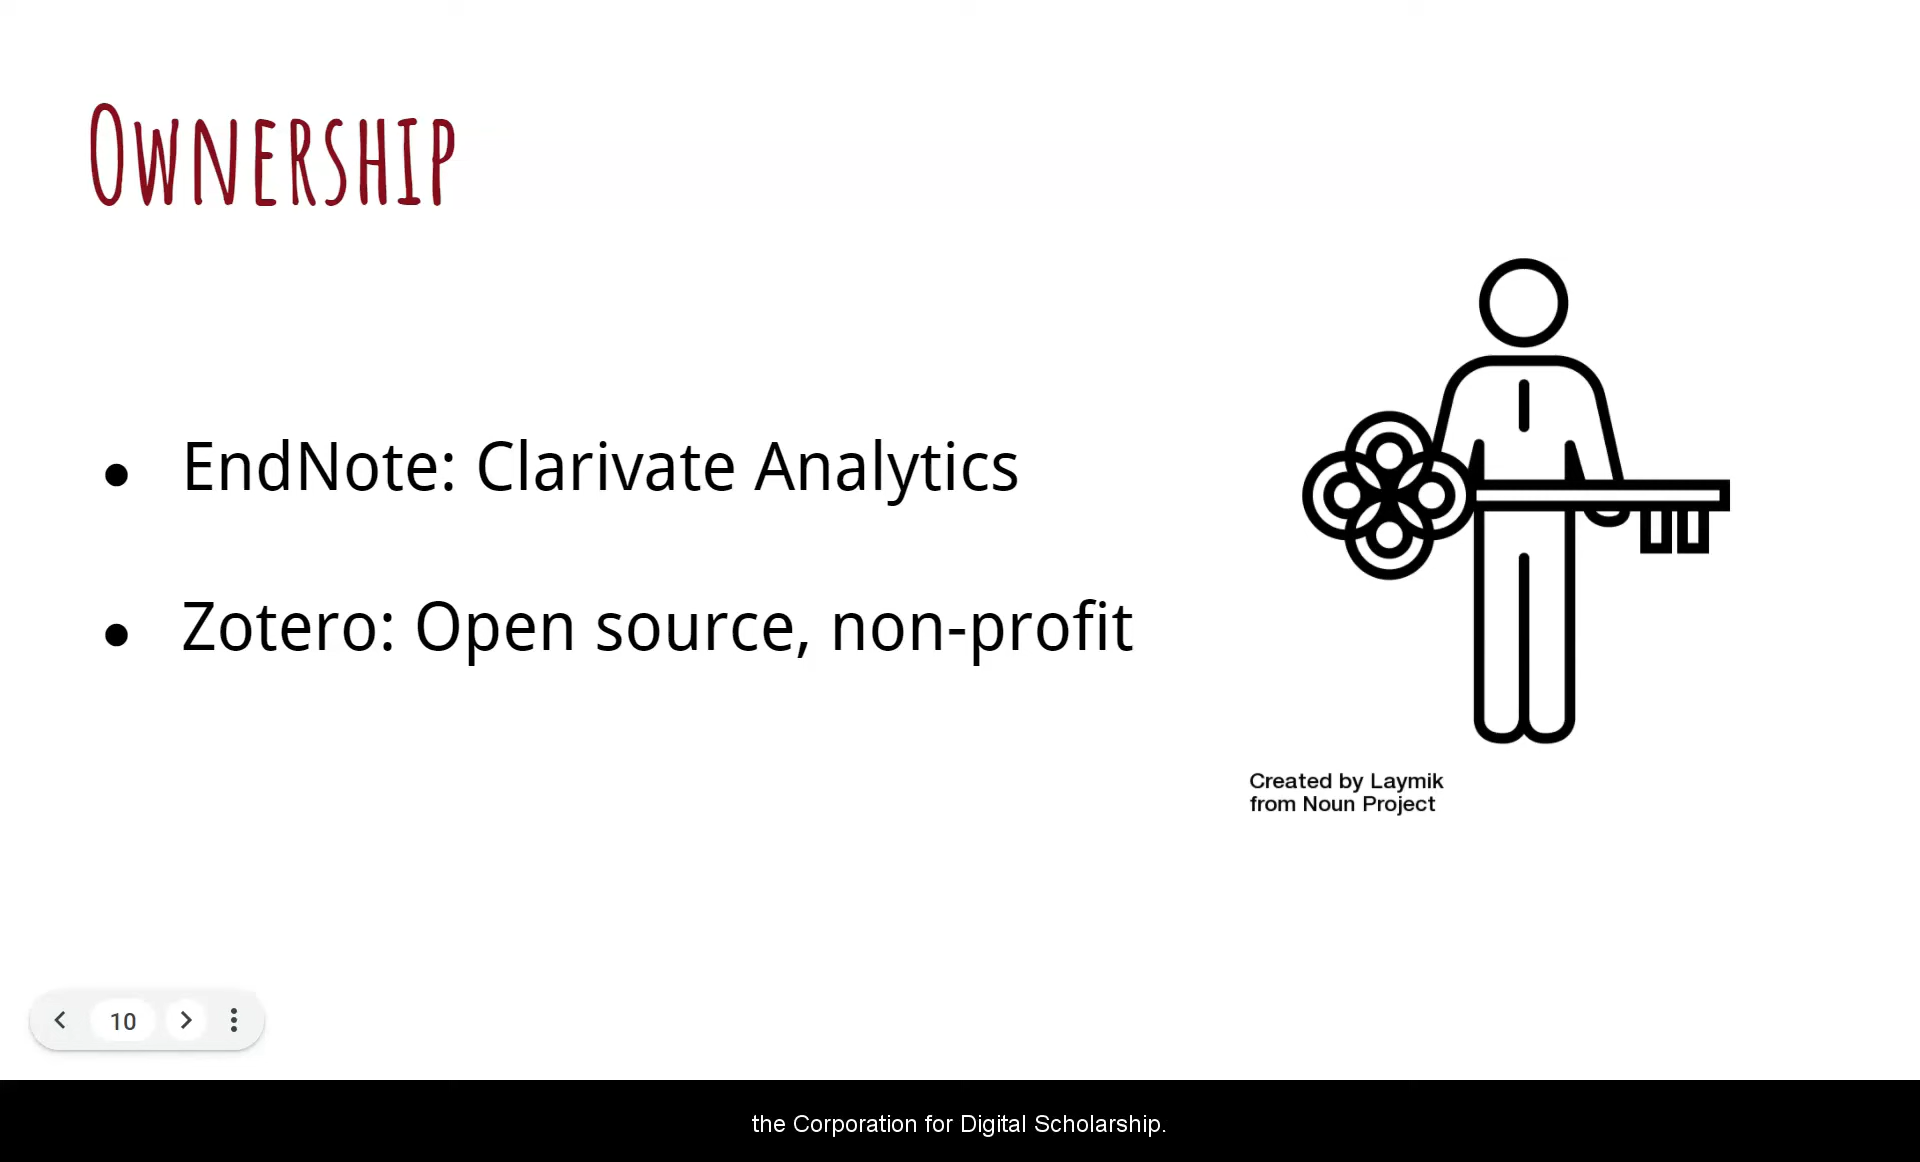 Ownership
• EndNote: Clarivate Analytics
• Zotero: Open source, non-profit
Created by Laymik
from Noun Project
10
the Corporation for Digital Scholarship.